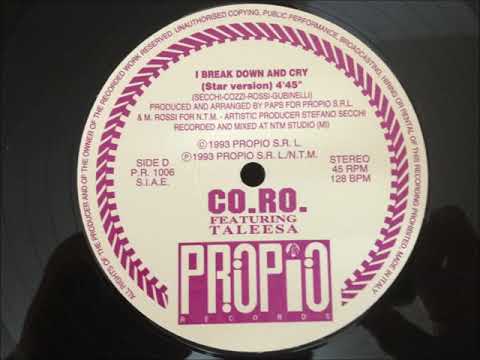 ALL RIGHTS OF THE PRODUCER AND OF THE OWNER OF THE RECORDED WORK RESERVED. UNAUTHORISED COPYING, PUBLIC PERFORMANCE, BROADCASTING, HIRING OR RENTAL OF THIS RECORDING PROHIBITED. MADE IN ITALY.
I BREAK DOWN AND CRY
(Star version) 4'45"
(SECCHI-COZZI-ROSSI-GUBINELLI)
PRODUCED AND ARRANGED BY PAPS FOR PROPIO S.R.L.
& M. ROSSI FOR N.T.M. - ARTISTIC PRODUCER STEFANO SECCHI
RECORDED AND MIXED AT NTM STUDIO (MI)
Ⓒ 1993 PROPIO S. R. L.
Ⓟ 1993 PROPIO S. R. L./N.T.M.
SIDE D
P.R. 1006
S.I.A.E.
STEREO
45 RPM
128 BPM
CO.RO.
FEATURING
TALEESA
PROPIO
RECORDS